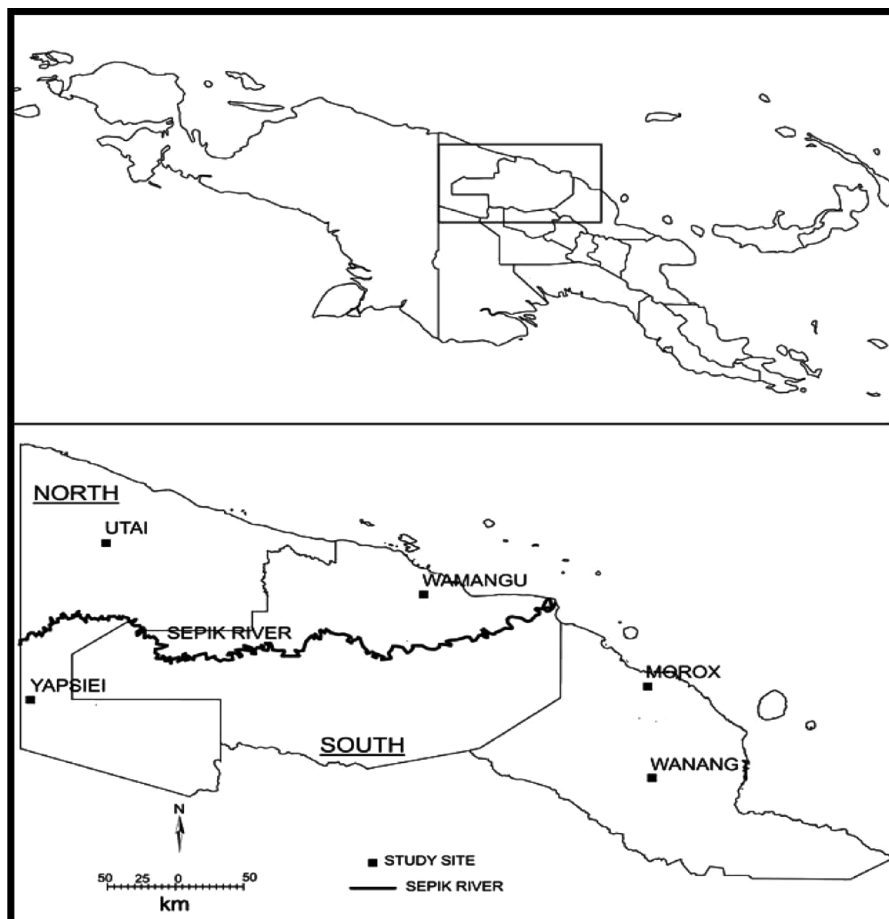 NORTH
UTAI
WAMANGU
SEPIK RIVER
MOROX
YAPSIEI
SOUTH
WANANG
N
50 25 0 50
km
STUDY SITE
SEPIK RIVER